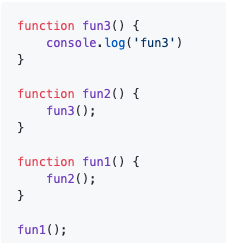 function fun3() {
    console.log('fun3')
}

function fun2() {
    fun3();
}

function fun1() {
    fun2();
}

fun1();